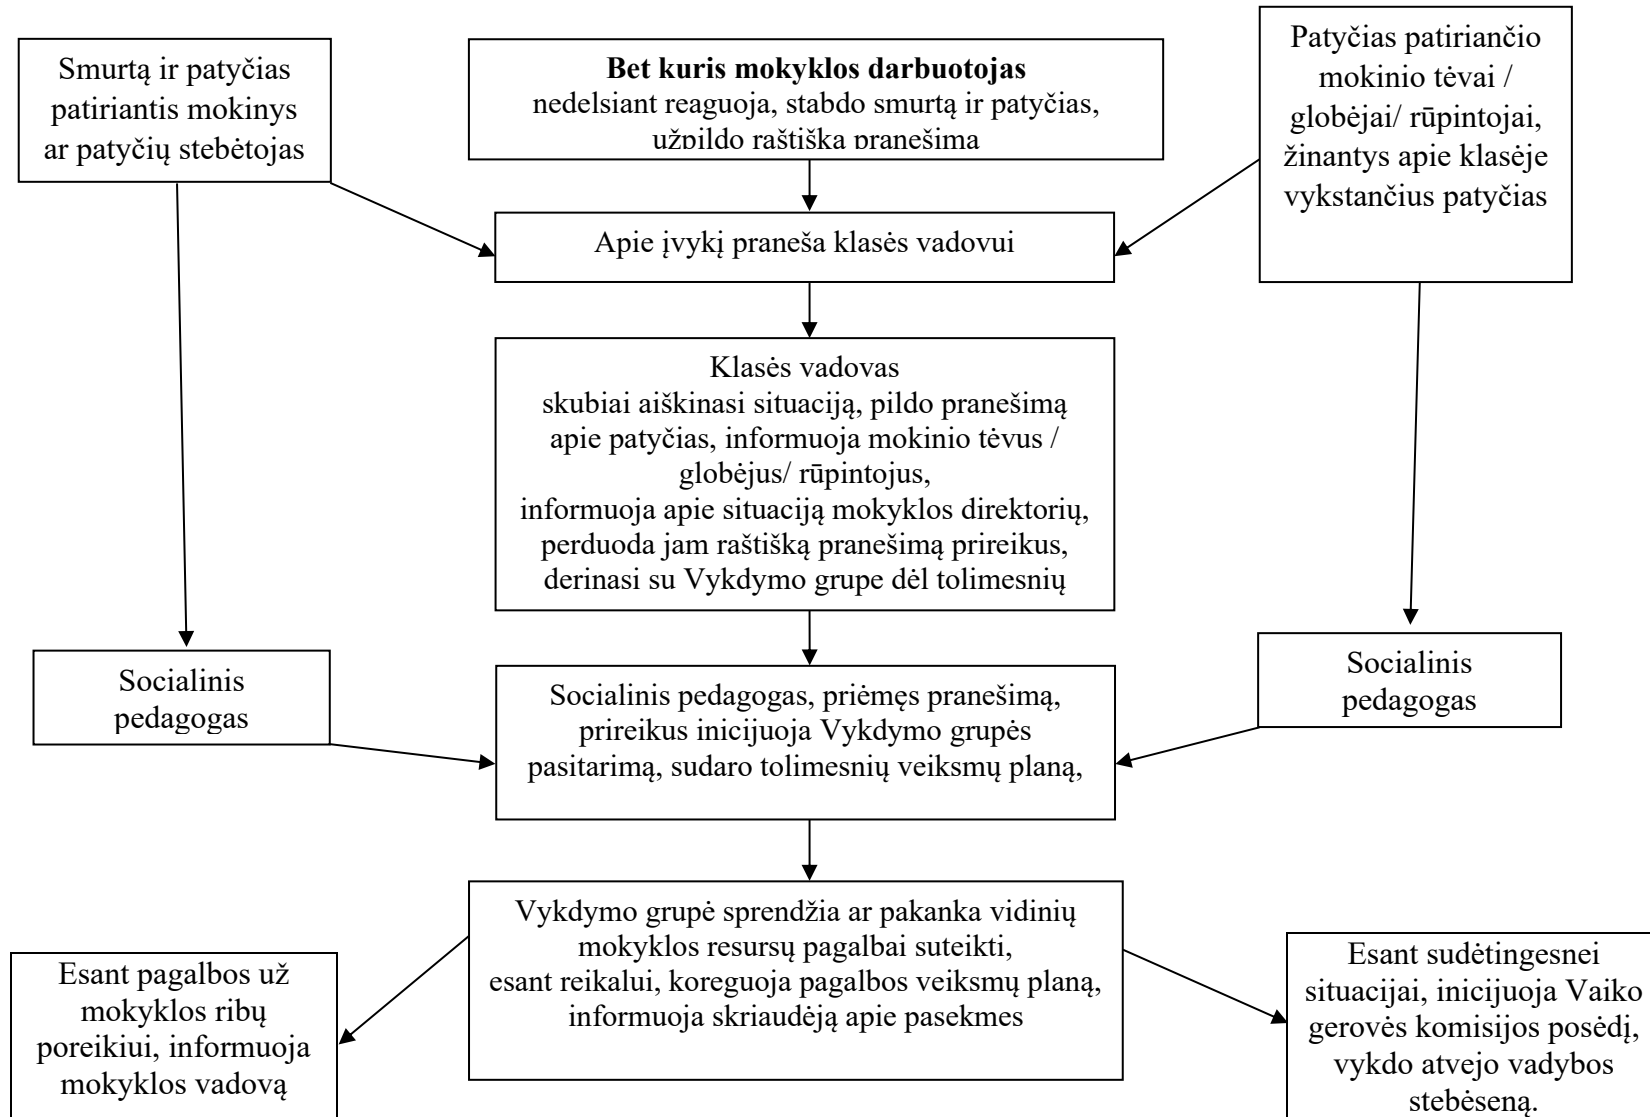 Smurtą ir patyčias
patiriantis mokinys
ar patyčių stebėtojas
Bet kuris mokyklos darbuotojas
nedelsiant reaguoja, stabdo smurtą ir patyčias,
užpildo raštišką pranešimą
Patyčias patiriančio
mokinio tėvai /
globėjai/ rūpintojai,
žinantys apie klasėje
vykstančius patyčias
Apie įvykį praneša klasės vadovui
Klasės vadovas
skubiai aiškinasi situaciją, pildo pranešimą
apie patyčias, informuoja mokinio tėvus /
globėjus/ rūpintojus,
informuoja apie situaciją mokyklos direktorių,
perduoda jam raštišką pranešimą prireikus,
derinasi su Vykdymo grupe dėl tolimesnių
Socialinis
pedagogas
Socialinis pedagogas, priėmęs pranešimą,
prireikus inicijuoja Vykdymo grupės
pasitarimą, sudaro tolimesnių veiksmų planą,
Socialinis
pedagogas
Vykdymo grupė sprendžia ar pakanka vidinių
mokyklos resursų pagalbai suteikti,
esant reikalui, koreguoja pagalbos veiksmų planą,
informuoja skriaudėją apie pasekmes
Esant pagalbos už
mokyklos ribų
poreikiui, informuoja
mokyklos vadovą
Esant sudėtingesnei
situacijai, inicijuoja Vaiko
gerovės komisijos posėdį,
vykdo atvejo vadybos
stebėseną.